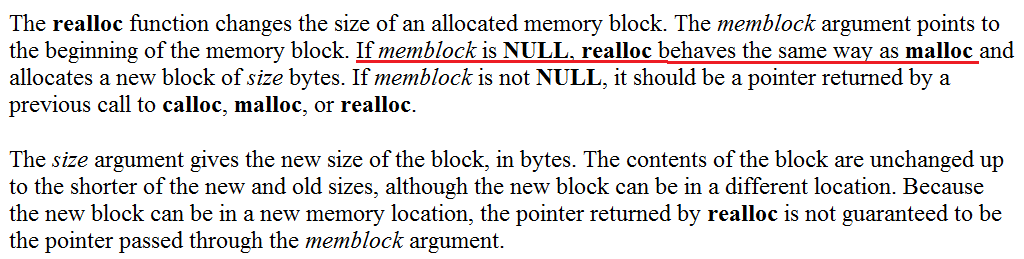 The realloc function changes the size of an allocated memory block. The memblock argument points to
the beginning of the memory block. If memblock is NULL, realloc behaves the same way as malloc and
allocates a new block of size bytes. If memblock is not NULL, it should be a pointer returned by a
previous call to calloc, malloc, or realloc.
The size argument gives the new size of the block, in bytes. The contents of the block are unchanged up
to the shorter of the new and old sizes, although the new block can be in a different location. Because
the new block can be in a new memory location, the pointer returned by realloc is not guaranteed to be
the pointer passed through the memblock argument.